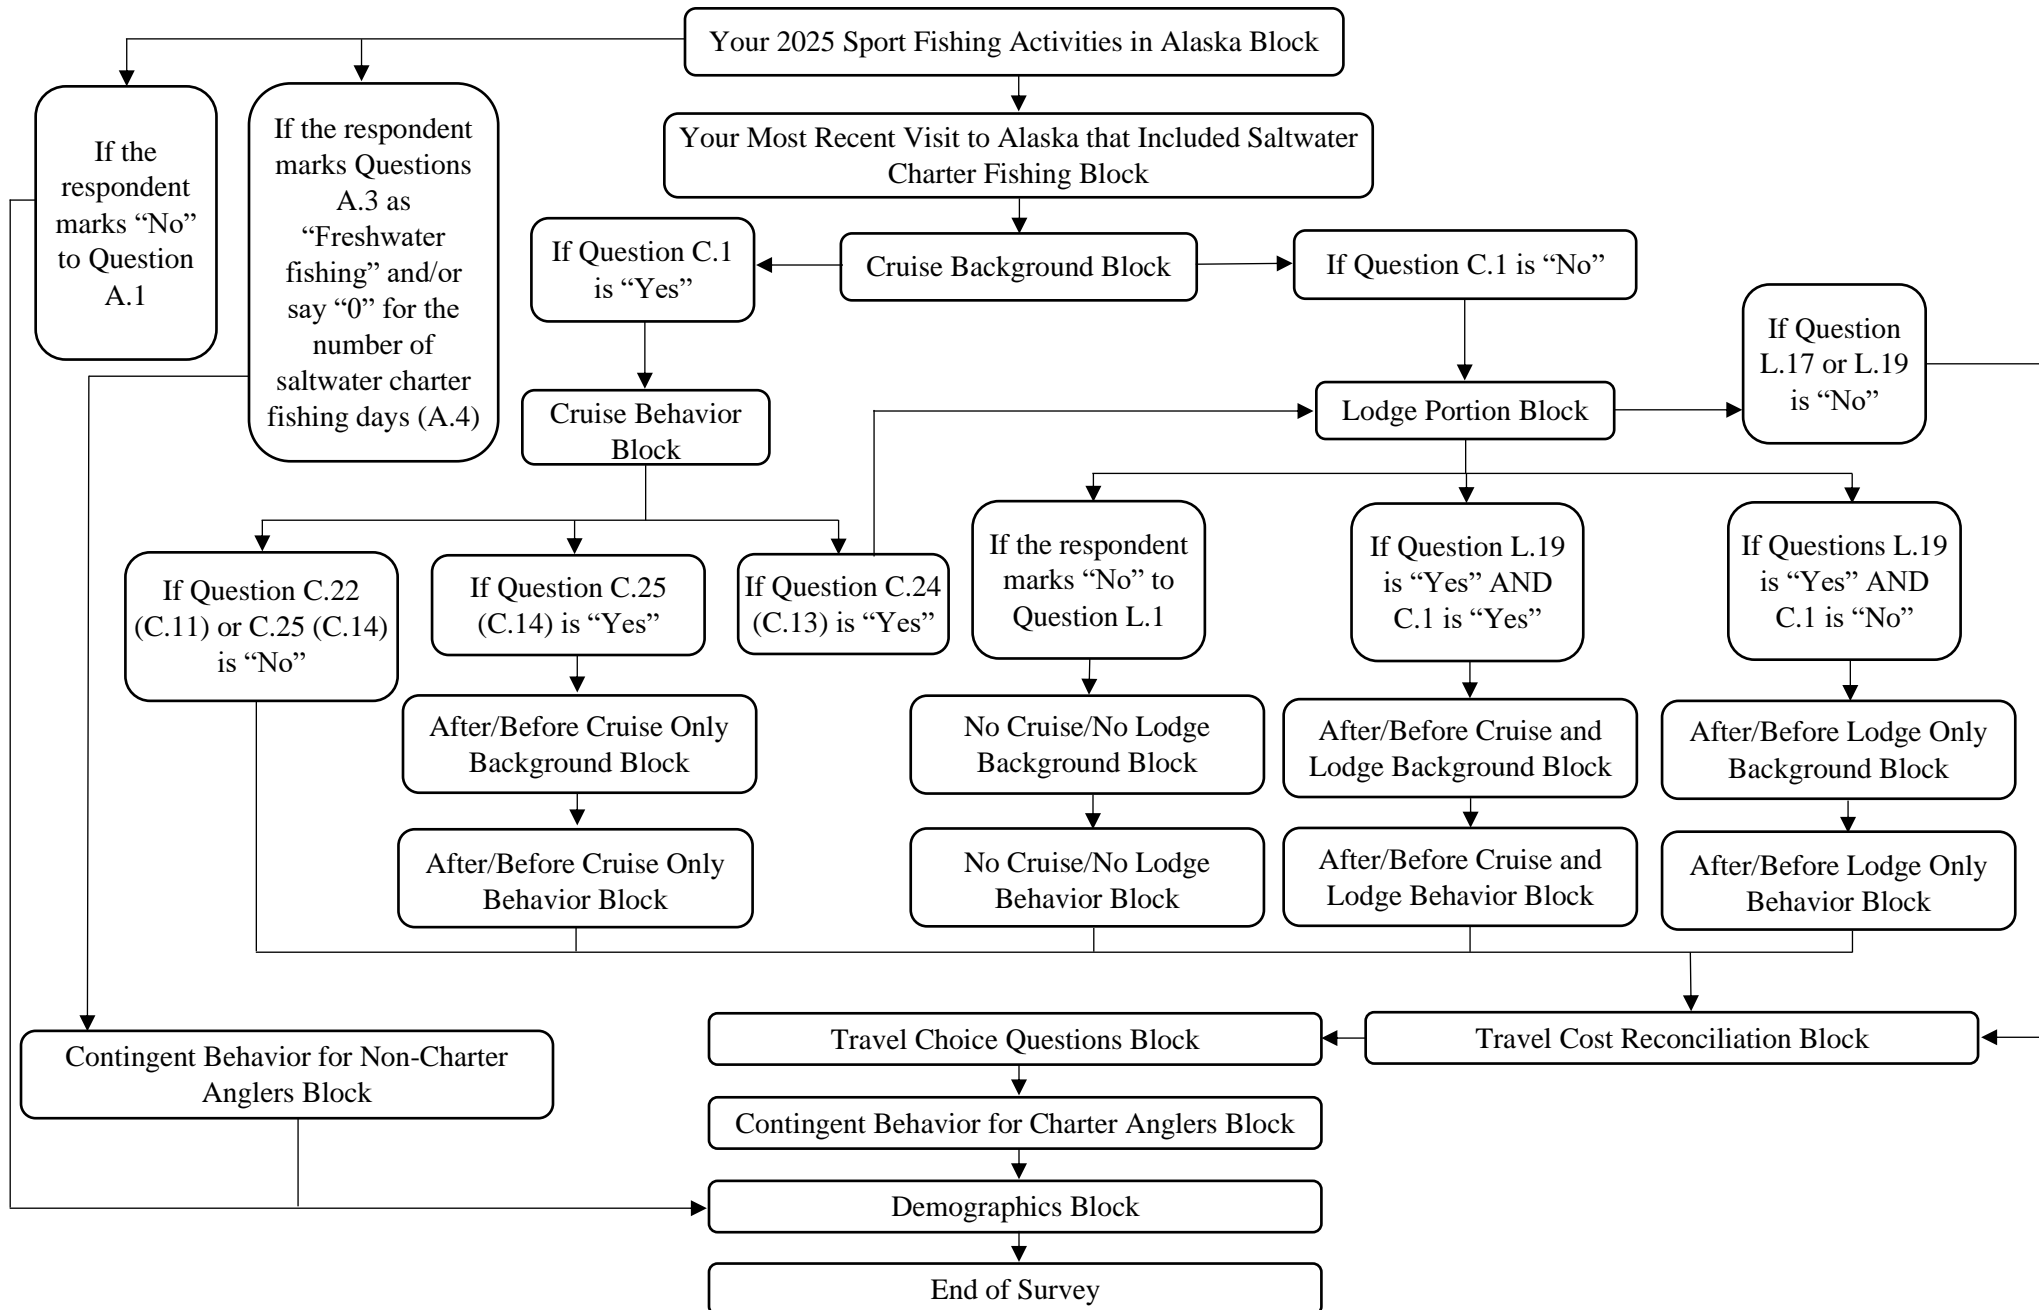 Your 2025 Sport Fishing Activities in Alaska Block
If the
respondent
marks “No”
to Question
A.1
If the respondent
marks Questions
A.3 as
“Freshwater
fishing” and/or
say “0” for the
number of
saltwater charter
fishing days (A.4)
Your Most Recent Visit to Alaska that Included Saltwater
Charter Fishing Block
If Question C.1
is “Yes”
Cruise Background Block
If Question C.1 is “No”
If Question
L.17 or L.19
is “No”
Cruise Behavior
Block
Lodge Portion Block
If Question C.22
(C.11) or C.25 (C.14)
is “No”
If Question C.25
(C.14) is “Yes”
If Question C.24
(C.13) is “Yes”
If the respondent
marks “No” to
Question L.1
If Question L.19
is “Yes” AND
C.1 is “Yes”
If Questions L.19
is “Yes” AND
C.1 is “No”
After/Before Cruise Only
Background Block
No Cruise/No Lodge
Background Block
After/Before Cruise and
Lodge Background Block
After/Before Lodge Only
Background Block
After/Before Cruise Only
Behavior Block
No Cruise/No Lodge
Behavior Block
After/Before Cruise and
Lodge Behavior Block
After/Before Lodge Only
Behavior Block
Contingent Behavior for Non-Charter
Anglers Block
Travel Choice Questions Block
Travel Cost Reconciliation Block
Contingent Behavior for Charter Anglers Block
Demographics Block
End of Survey